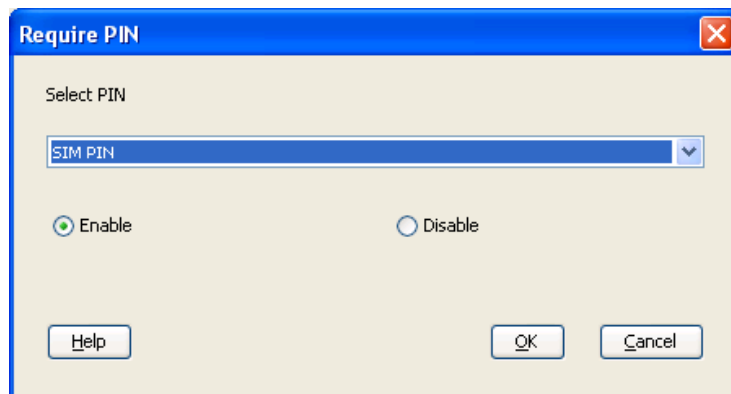 Require PIN
Select PIN
SIM PIN
Enable Disable
Help OK Cancel